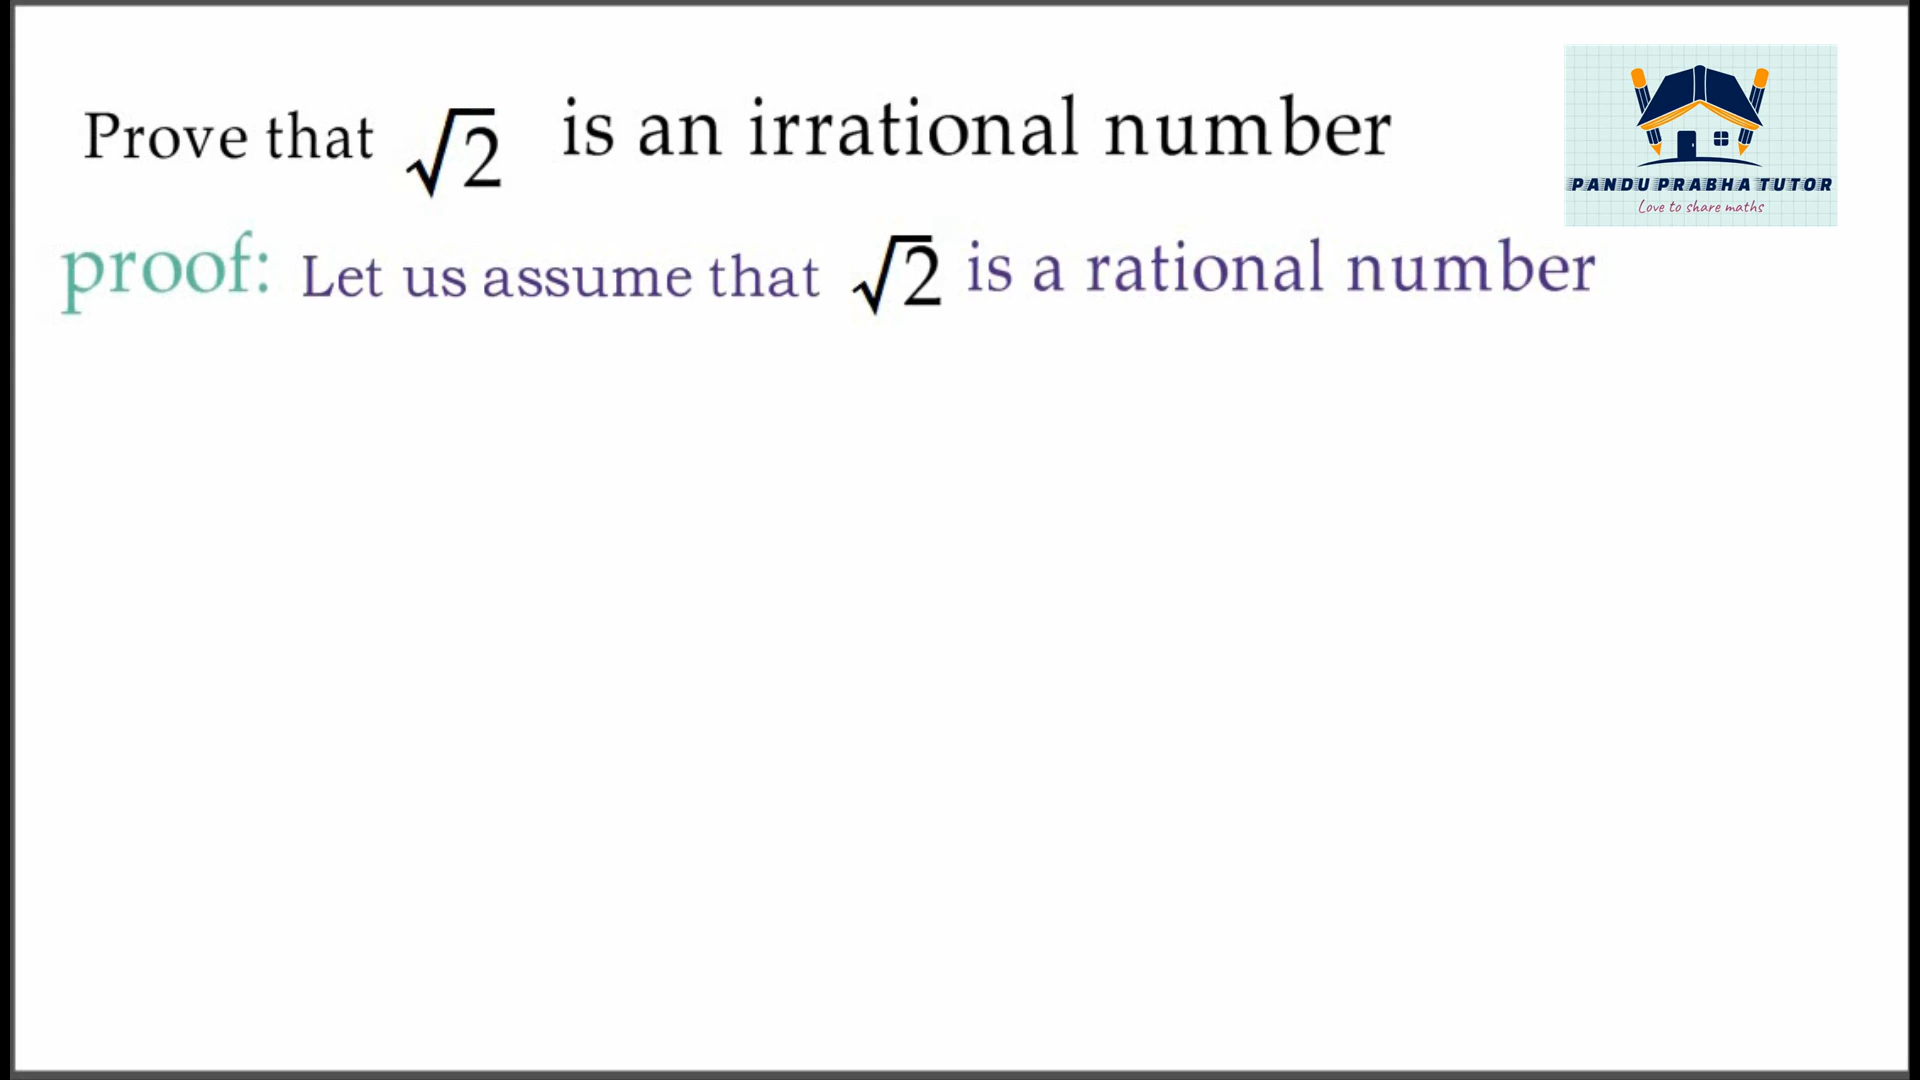 Prove that √2 is an irrational number
PANDU PRABHA TUTOR
Love to share maths
proof: Let us assume that √2 is a rational number